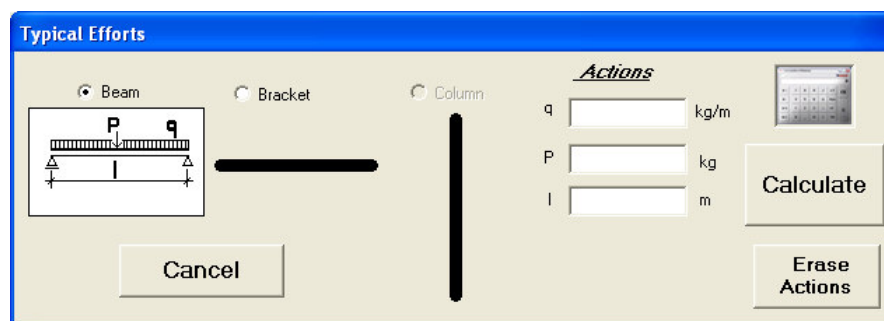 Typical Efforts
Beam
Bracket
Column
P q
l
Cancel
Actions
q kg/m
P kg
l m
Calculate
Erase
Actions